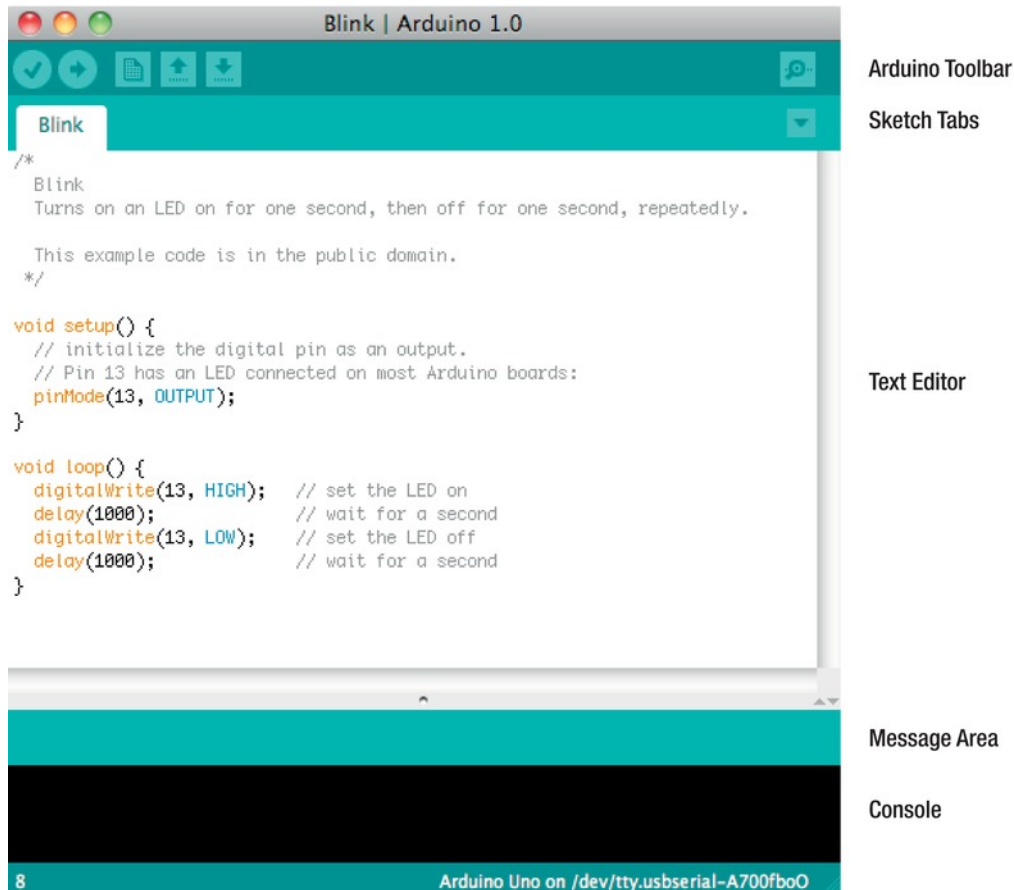 Blink | Arduino 1.0
Arduino Toolbar
Blink
Sketch Tabs
/*
  Blink
  Turns on an LED on for one second, then off for one second, repeatedly.

  This example code is in the public domain.
 */

void setup() {
  // initialize the digital pin as an output.
  // Pin 13 has an LED connected on most Arduino boards:
  pinMode(13, OUTPUT);
}

void loop() {
  digitalWrite(13, HIGH);   // set the LED on
  delay(1000);              // wait for a second
  digitalWrite(13, LOW);    // set the LED off
  delay(1000);              // wait for a second
}
Text Editor
Message Area
Console
8
Arduino Uno on /dev/tty.usbserial-A700fboO